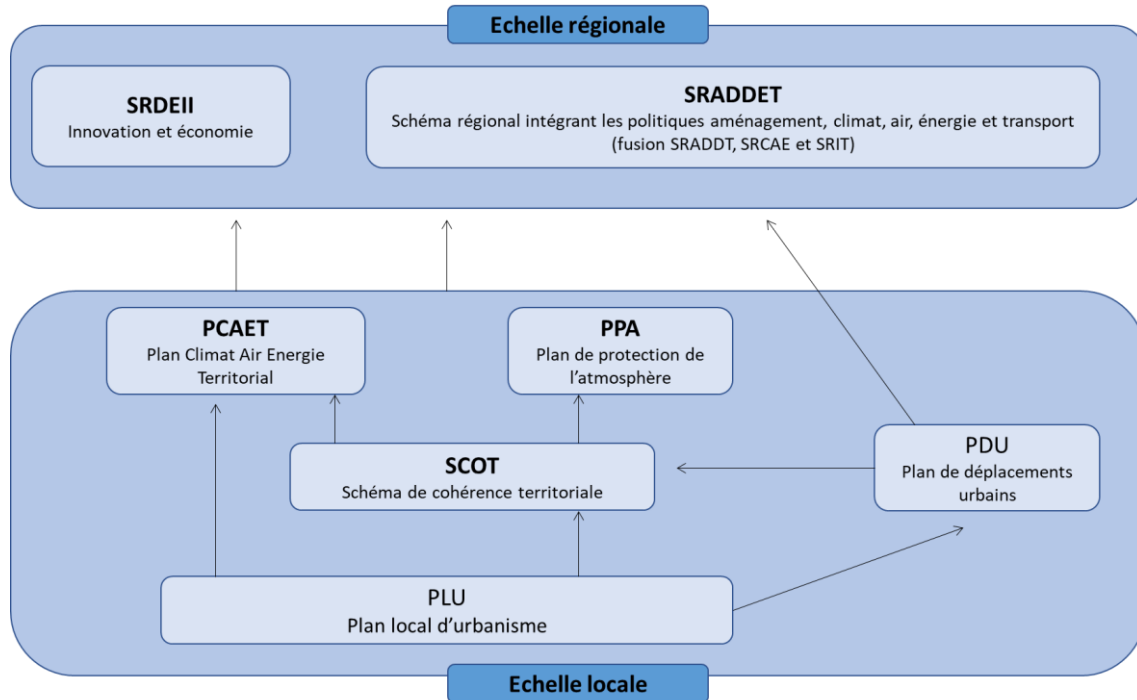 Echelle régionale
SRDEII
Innovation et économie
SRADDET
Schéma régional intégrant les politiques aménagement, climat, air, énergie et transport
(fusion SRADDT, SRCAE et SRIT)
PCAET
Plan Climat Air Energie
Territorial
PPA
Plan de protection de
l'atmosphère
SCOT
Schéma de cohérence territoriale
PDU
Plan de déplacements
urbains
PLU
Plan local d'urbanisme
Echelle locale